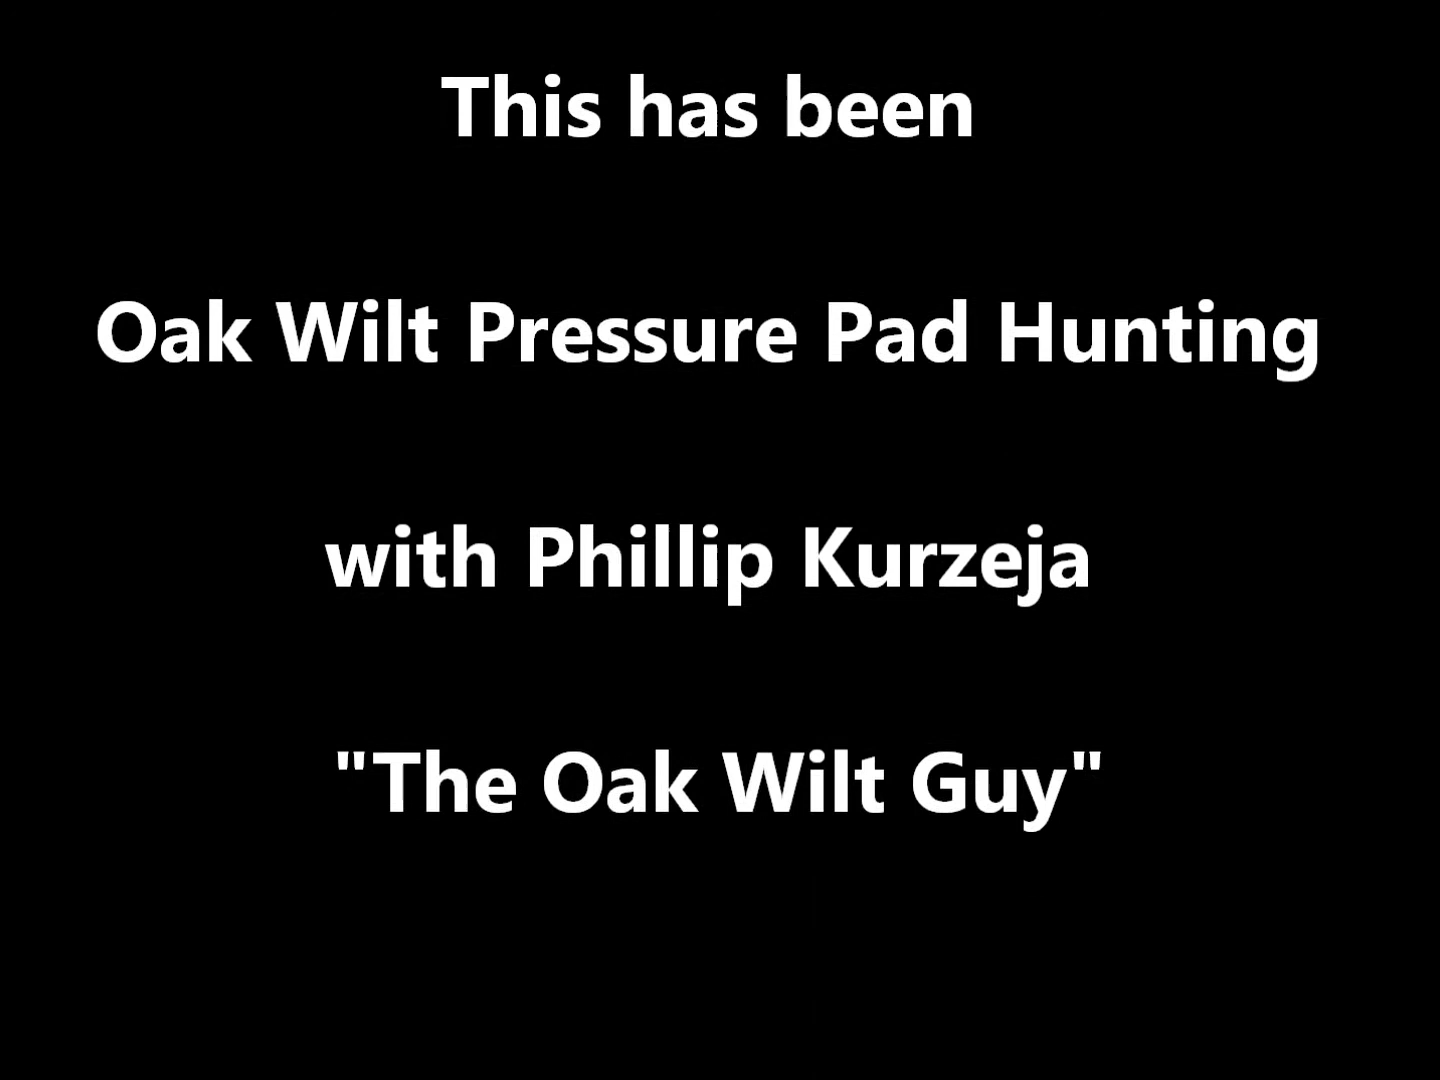 This has been
Oak Wilt Pressure Pad Hunting
with Phillip Kurzeja
"The Oak Wilt Guy"